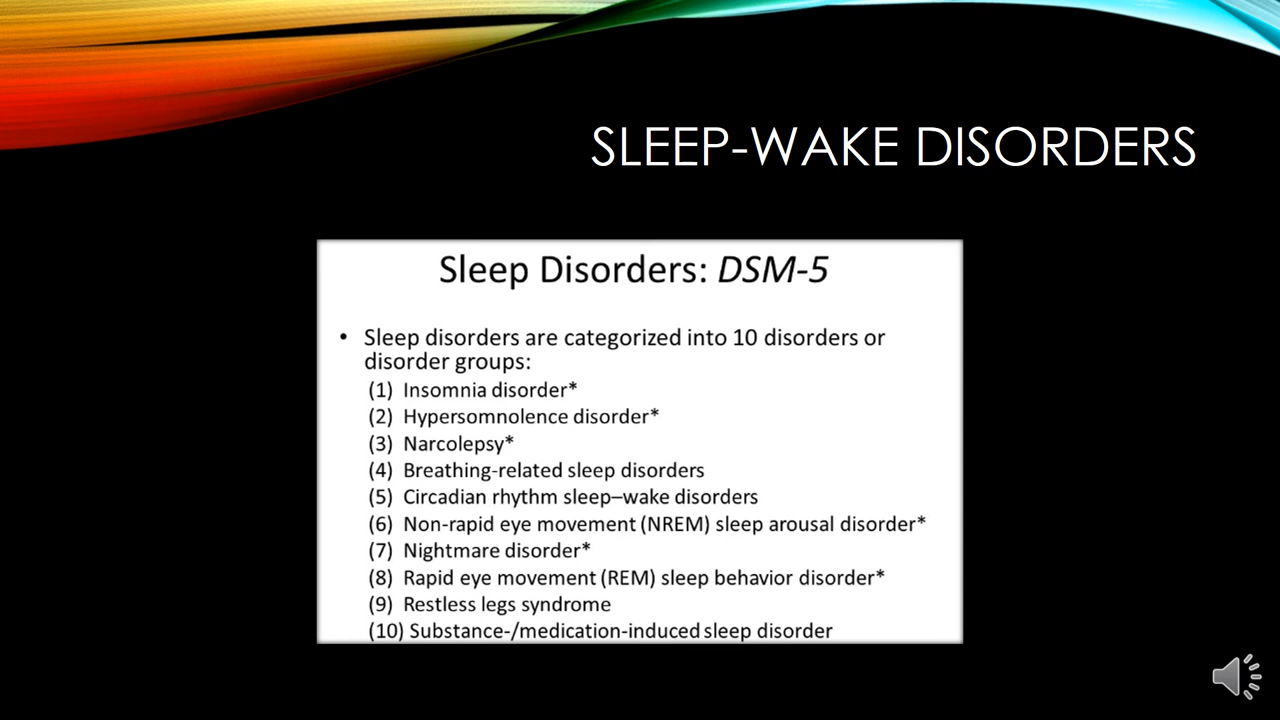 SLEEP-WAKE DISORDERS
Sleep Disorders: DSM-5
• Sleep disorders are categorized into 10 disorders or
disorder groups:
(1) Insomnia disorder*
(2) Hypersomnolence disorder*
(3) Narcolepsy*
(4) Breathing-related sleep disorders
(5) Circadian rhythm sleep–wake disorders
(6) Non-rapid eye movement (NREM) sleep arousal disorder*
(7) Nightmare disorder*
(8) Rapid eye movement (REM) sleep behavior disorder*
(9) Restless legs syndrome
(10) Substance-/medication-induced sleep disorder